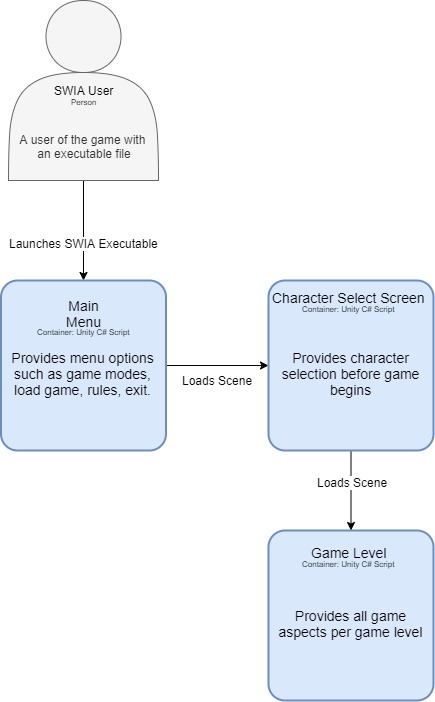 SWIA User
Person
A user of the game with
an executable file
Launches SWIA Executable
Main
Menu
Container: Unity C# Script
Provides menu options
such as game modes,
load game, rules, exit.
Loads Scene
Character Select Screen
Container: Unity C# Script
Provides character
selection before game
begins
Loads Scene
Game Level
Container: Unity C# Script
Provides all game
aspects per game level